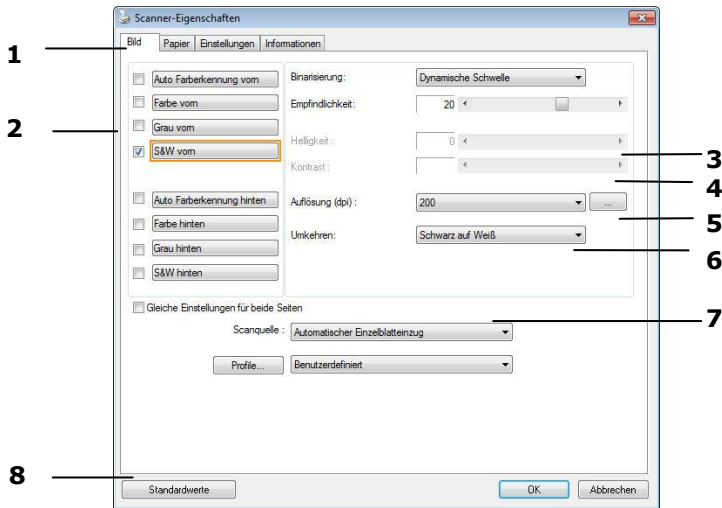 Scanner-Eigenschaften
Bild Papier Einstellungen Informationen
1
Auto Farberkennung vorn Binarisierung: Dynamische Schwelle
2
Farbe vorn Empfindlichkeit: 20
Grau vorn
Helligkeit : 0
S&W vorn
3
Kontrast :
4
Auto Farberkennung hinten Auflösung (dpi) : 200 ...
5
Farbe hinten
Umkehren: Schwarz auf Weiß
Grau hinten
6
S&W hinten
Gleiche Einstellungen für beide Seiten
7
Scanquelle : Automatischer Einzelblatteinzug
Profile... Benutzerdefiniert
8
Standardwerte OK Abbrechen